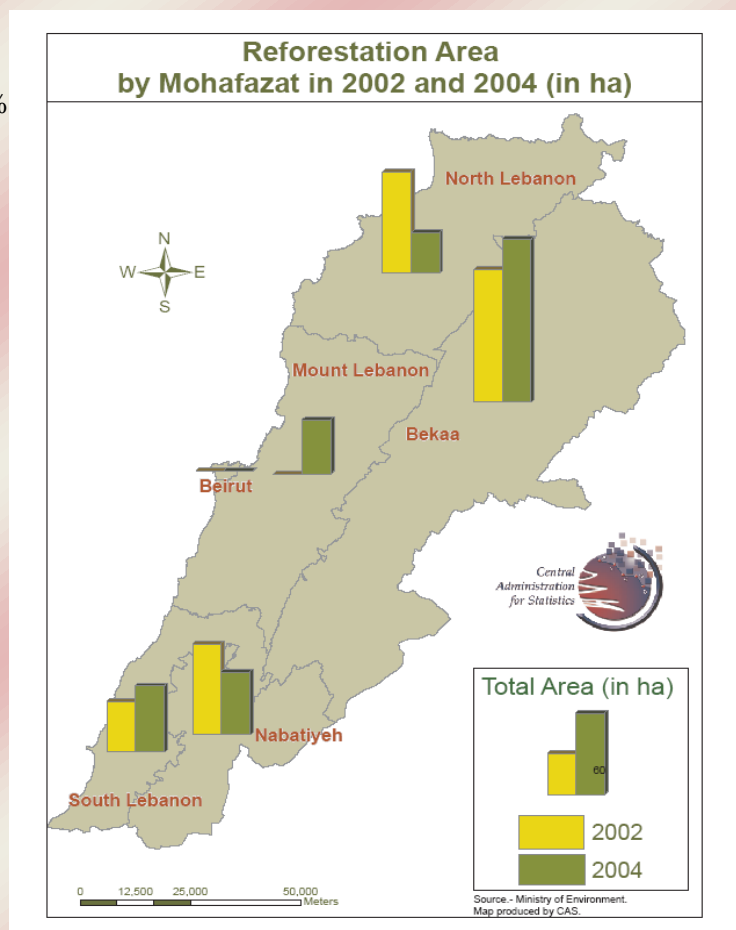 Reforestation Area
by Mohafazat in 2002 and 2004 (in ha)
%
North Lebanon
N
W
E
S
Mount Lebanon
Bekaa
Beirut
Central
Administration
for Statistics
Total Area (in ha)
60
Nabatiyeh
South Lebanon
2002
2004
0 12,500 25,000 50,000
Meters
Source.- Ministry of Environment.
Map produced by CAS.